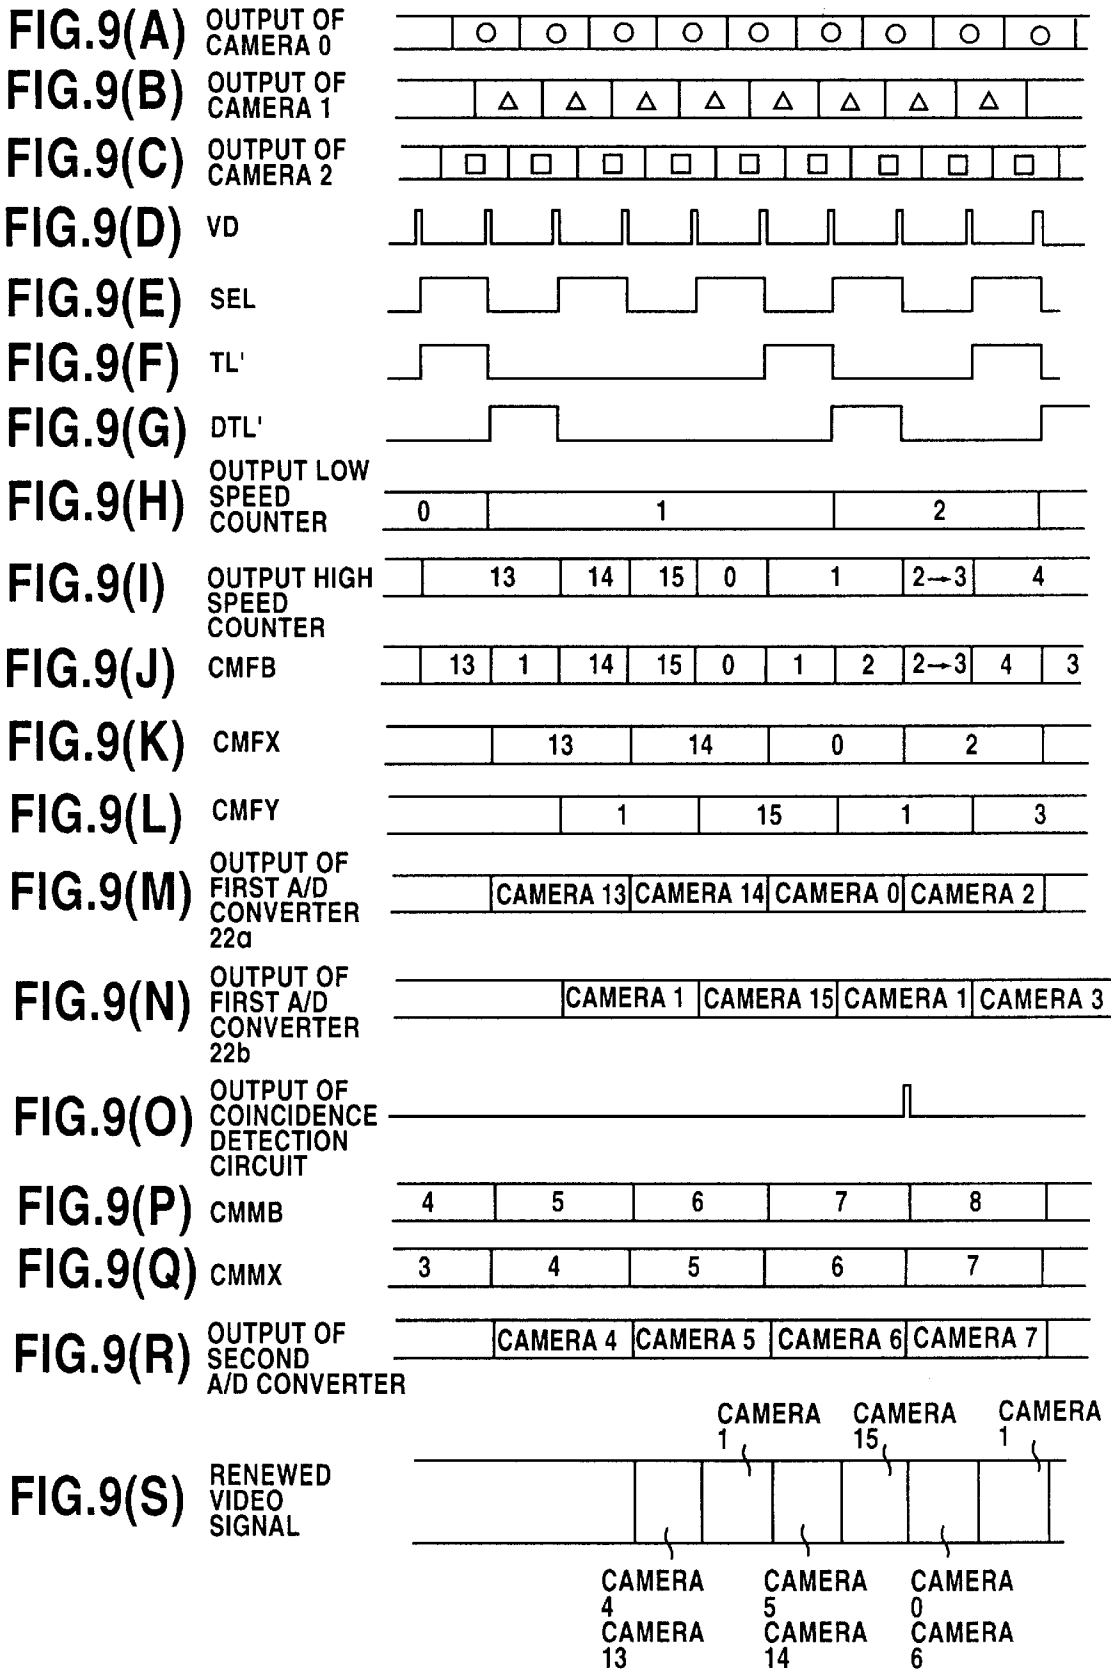 FIG.9(A) OUTPUT OF
CAMERA 0
FIG.9(B) OUTPUT OF
CAMERA 1
FIG.9(C) OUTPUT OF
CAMERA 2
FIG.9(D) VD
FIG.9(E) SEL
FIG.9(F) TL'
FIG.9(G) DTL'
FIG.9(H) OUTPUT LOW
SPEED
COUNTER
0 1 2
FIG.9(I) OUTPUT HIGH
SPEED
COUNTER
13 14 15 0 1 2→3 4
FIG.9(J) CMFB 13 1 14 15 0 1 2 2→3 4 3
FIG.9(K) CMFX 13 14 0 2
FIG.9(L) CMFY 1 15 1 3
FIG.9(M) OUTPUT OF
FIRST A/D
CONVERTER
22a
CAMERA 13 CAMERA 14 CAMERA 0 CAMERA 2
FIG.9(N) OUTPUT OF
FIRST A/D
CONVERTER
22b
CAMERA 1 CAMERA 15 CAMERA 1 CAMERA 3
FIG.9(O) OUTPUT OF
COINCIDENCE
DETECTION
CIRCUIT
FIG.9(P) CMMB 4 5 6 7 8
FIG.9(Q) CMMX 3 4 5 6 7
FIG.9(R) OUTPUT OF
SECOND
A/D CONVERTER
CAMERA 4 CAMERA 5 CAMERA 6 CAMERA 7
FIG.9(S) RENEWED
VIDEO
SIGNAL
CAMERA CAMERA CAMERA
1 15 1
CAMERA CAMERA CAMERA
4 5 0
CAMERA CAMERA CAMERA
13 14 6